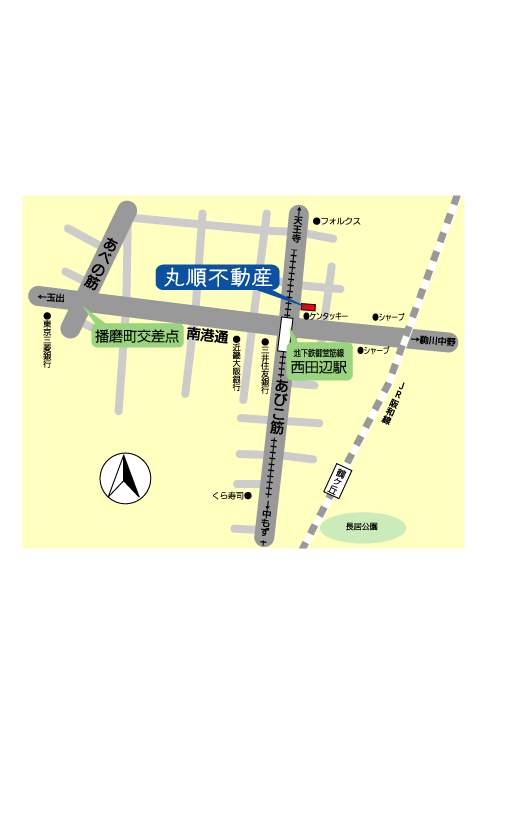 ↑天王寺
●フォルクス
あべの筋
丸順不動産
←玉出
●ケンタッキー
●シャープ
●東京三菱銀行
播磨町交差点
南港通
●近畿大阪銀行
●三井住友銀行
地下鉄御堂筋線
西田辺駅
●シャープ
→駒川中野
あびこ筋
JR阪和線
鶴ヶ丘
くら寿司●
↓中もず
長居公園